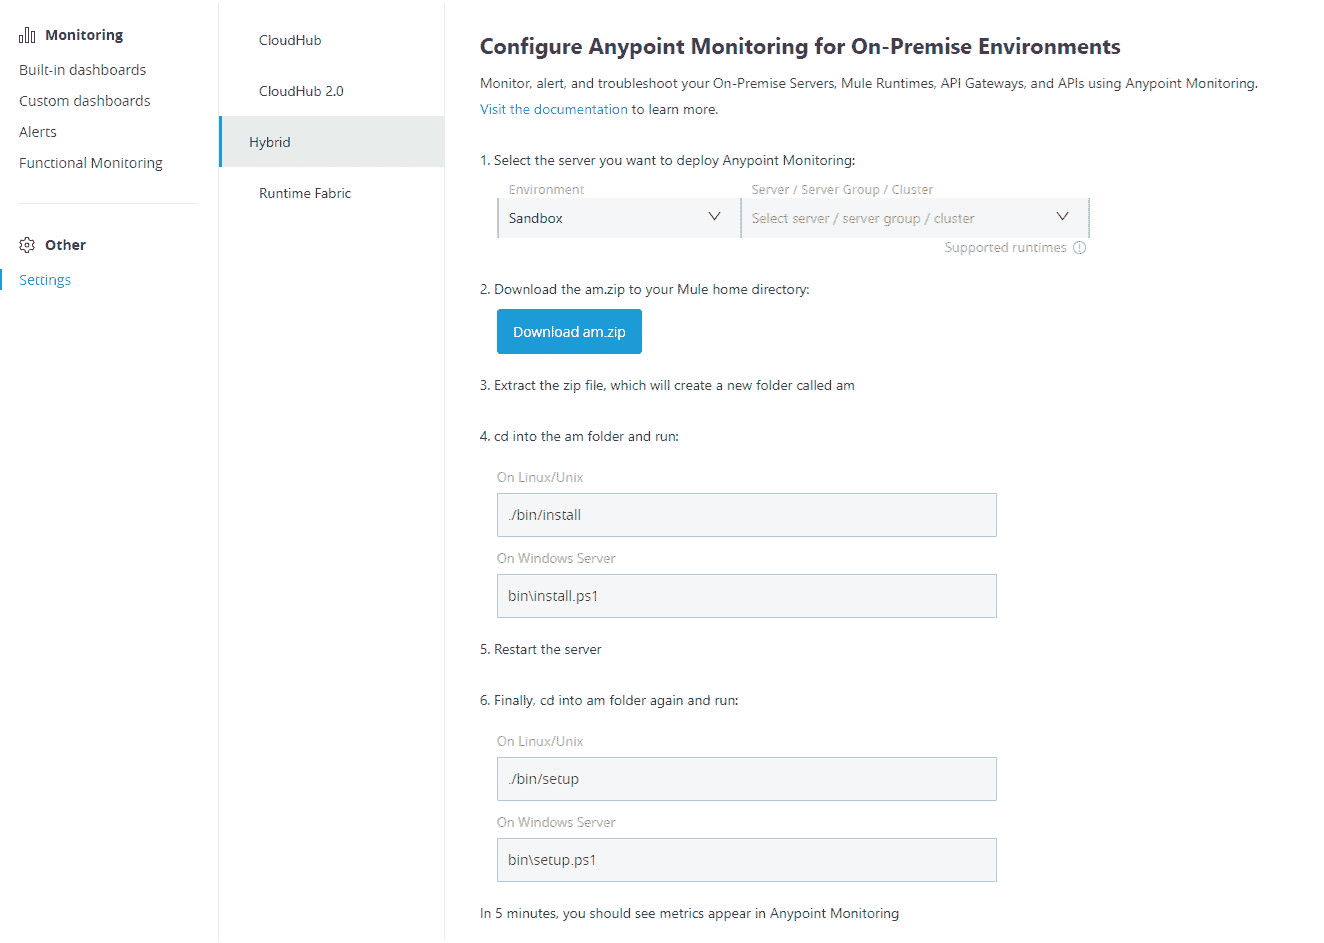 Monitoring
Built-in dashboards
Custom dashboards
Alerts
Functional Monitoring
Other
Settings
CloudHub
CloudHub 2.0
Hybrid
Runtime Fabric
Configure Anypoint Monitoring for On-Premise Environments
Monitor, alert, and troubleshoot your On-Premise Servers, Mule Runtimes, API Gateways, and APIs using Anypoint Monitoring.
Visit the documentation to learn more.
1. Select the server you want to deploy Anypoint Monitoring:
Environment Server / Server Group / Cluster
Sandbox Select server / server group / cluster
Supported runtimes
2. Download the am.zip to your Mule home directory:
Download am.zip
3. Extract the zip file, which will create a new folder called am
4. cd into the am folder and run:
On Linux/Unix
./bin/install
On Windows Server
bin\install.ps1
5. Restart the server
6. Finally, cd into am folder again and run:
On Linux/Unix
./bin/setup
On Windows Server
bin\setup.ps1
In 5 minutes, you should see metrics appear in Anypoint Monitoring